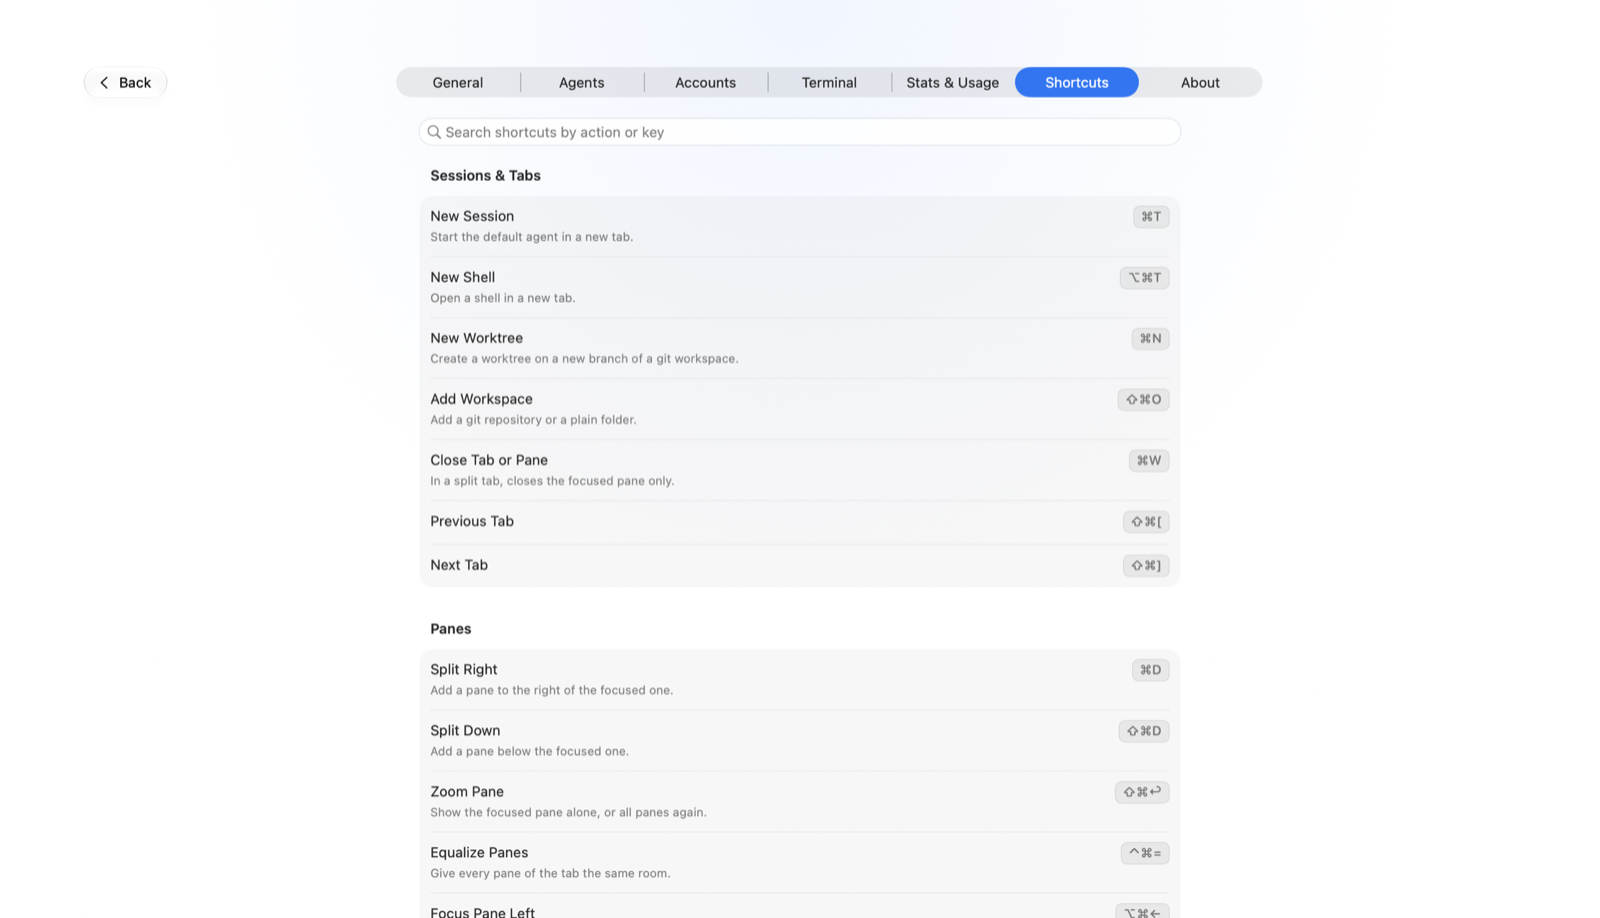 Back
General
Agents
Accounts
Terminal
Stats & Usage
Shortcuts
About
Search shortcuts by action or key
Sessions & Tabs
New Session
⌘T
Start the default agent in a new tab.
New Shell
⌥⌘T
Open a shell in a new tab.
New Worktree
⌘N
Create a worktree on a new branch of a git workspace.
Add Workspace
⇧⌘O
Add a git repository or a plain folder.
Close Tab or Pane
⌘W
In a split tab, closes the focused pane only.
Previous Tab
⇧⌘[
Next Tab
⇧⌘]
Panes
Split Right
⌘D
Add a pane to the right of the focused one.
Split Down
⇧⌘D
Add a pane below the focused one.
Zoom Pane
⇧⌘↩
Show the focused pane alone, or all panes again.
Equalize Panes
^⌘=
Give every pane of the tab the same room.
Focus Pane Left
⌥⌘←